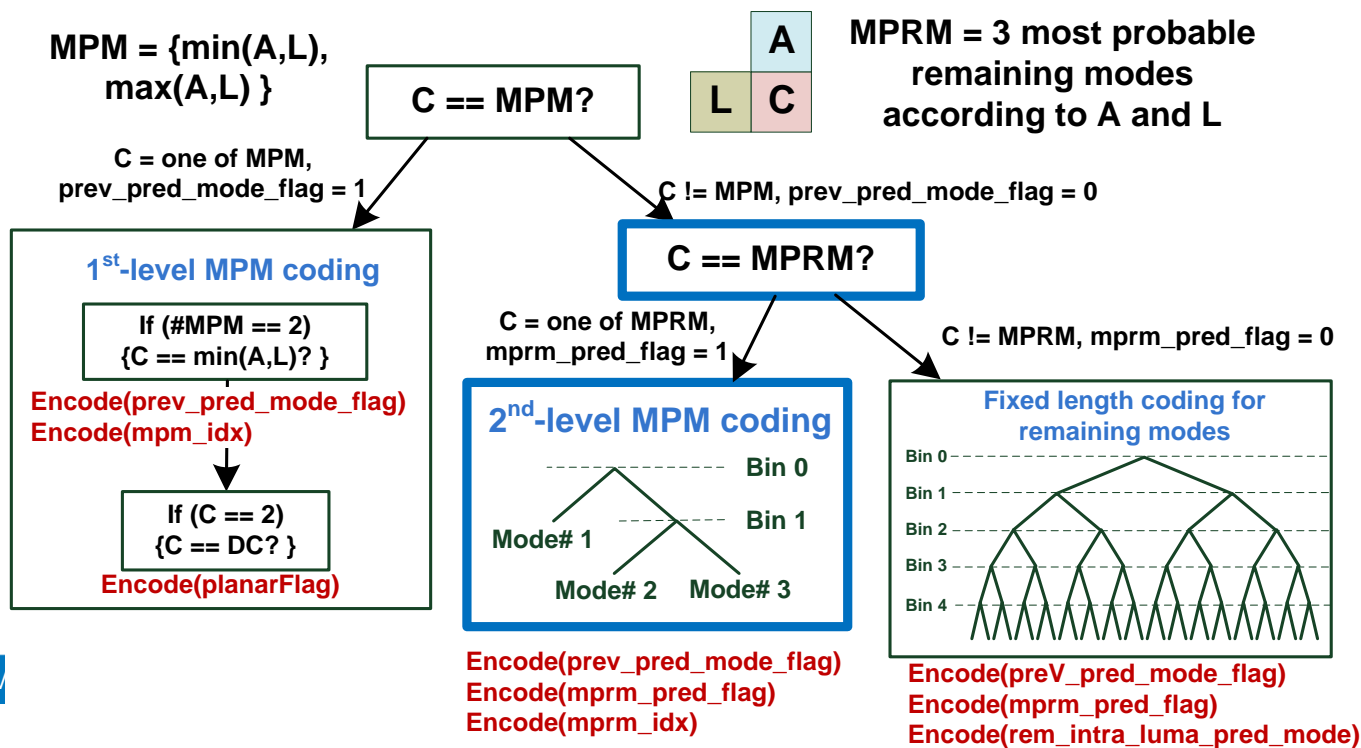 MPM = {min(A,L),
max(A,L) }
C == MPM?
A
L C
MPRM = 3 most probable
remaining modes
according to A and L
C = one of MPM,
prev_pred_mode_flag = 1
C != MPM, prev_pred_mode_flag = 0
1st-level MPM coding
If (#MPM == 2)
{C == min(A,L)? }
Encode(prev_pred_mode_flag)
Encode(mpm_idx)
If (C == 2)
{C == DC? }
Encode(planarFlag)
C == MPRM?
C = one of MPRM,
mprm_pred_flag = 1
C != MPRM, mprm_pred_flag = 0
2nd-level MPM coding
Bin 0
Bin 1
Mode# 1
Mode# 2 Mode# 3
Encode(prev_pred_mode_flag)
Encode(mprm_pred_flag)
Encode(mprm_idx)
Fixed length coding for
remaining modes
Bin 0
Bin 1
Bin 2
Bin 3
Bin 4
Encode(preV_pred_mode_flag)
Encode(mprm_pred_flag)
Encode(rem_intra_luma_pred_mode)